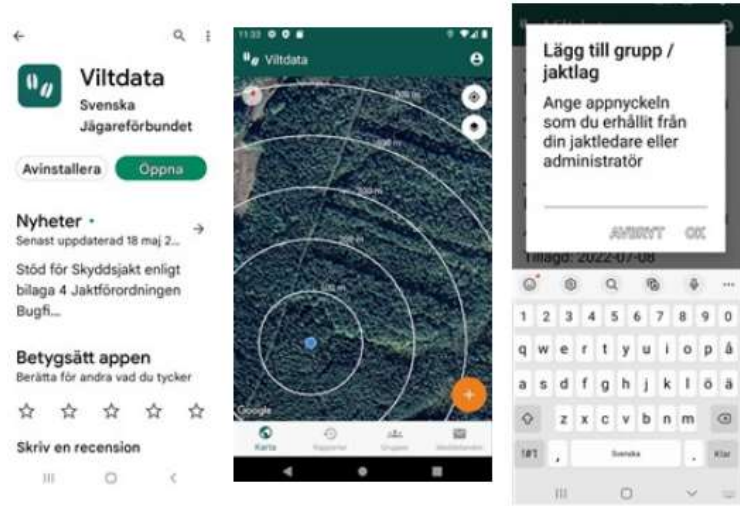 Viltdata
Svenska
Jägareförbundet
Avinstallera
Öppna
Nyheter •
Senast uppdaterad 18 maj 2...
Stöd för Skyddsjakt enligt
bilaga 4 Jaktförordningen
Bugfi...
Betygsätt appen
Berätta för andra vad du tycker
Skriv en recension
11:33
Viltdata
200 m
100 m
Google
Karta
Rapporter
Grupper
Meddelanden
Lägg till grupp /
jaktlag
Ange appnyckeln
som du erhållit från
din jaktledare eller
administratör
AVBRYT OK
Tillagd: 2022-07-08
1 2 3 4 5 6 7 8 9 0
q w e r t y u i o p å
a s d f g h j k l ö ä
z x c v b n m
!#1 , Svenska . Klar